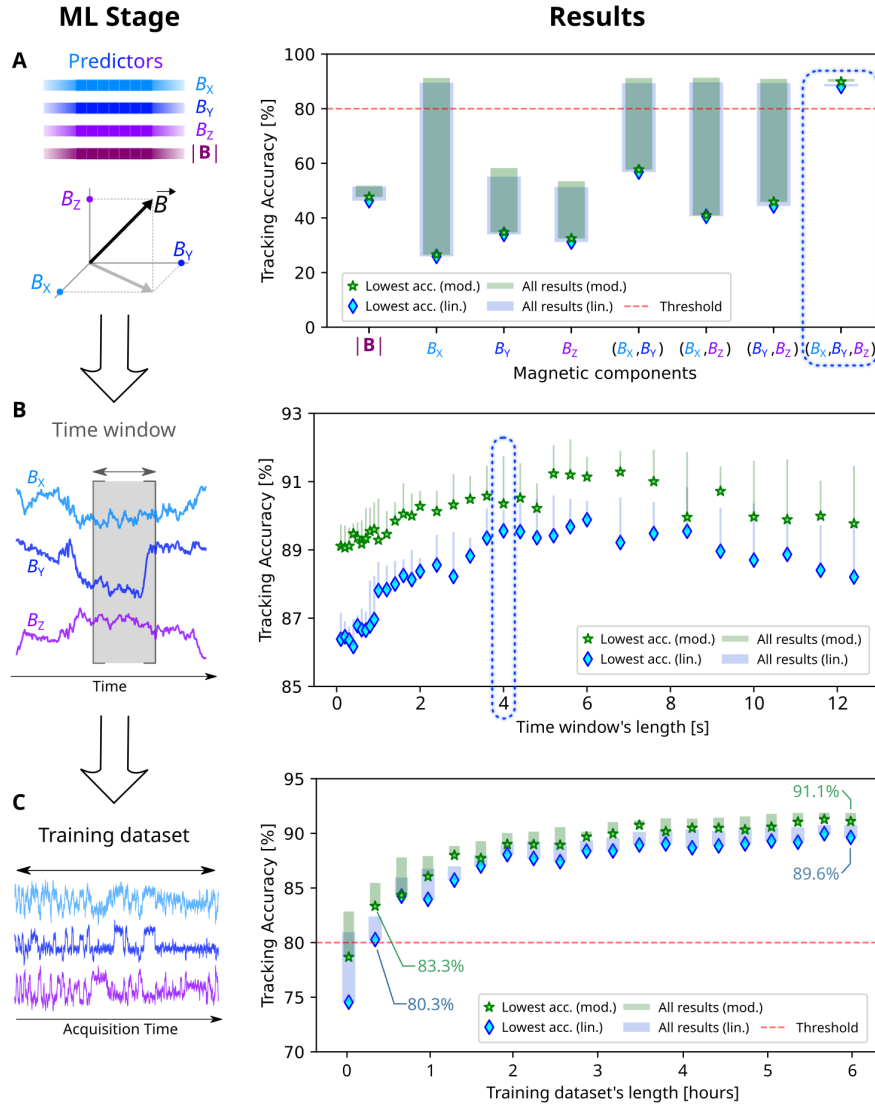 ML Stage
Results
A
Predictors
B_X
B_Y
B_Z
|B|
B_Z
B
B_Y
B_X
100
80
60
40
20
0
Tracking Accuracy [%]
Lowest acc. (mod.)
All results (mod.)
Lowest acc. (lin.)
All results (lin.)
Threshold
|B|
B_X
B_Y
B_Z
(B_X,B_Y)
(B_X,B_Z)
(B_Y,B_Z)
(B_X,B_Y,B_Z)
Magnetic components
B
Time window
B_X
B_Y
B_Z
Time
93
91
89
87
85
Tracking Accuracy [%]
Lowest acc. (mod.)
All results (mod.)
Lowest acc. (lin.)
All results (lin.)
0 2 4 6 8 10 12
Time window's length [s]
C
Training dataset
Acquisition Time
95
90
85
80
75
70
Tracking Accuracy [%]
91.1%
89.6%
83.3%
80.3%
Lowest acc. (mod.)
All results (mod.)
Lowest acc. (lin.)
All results (lin.)
Threshold
0 1 2 3 4 5 6
Training dataset's length [hours]